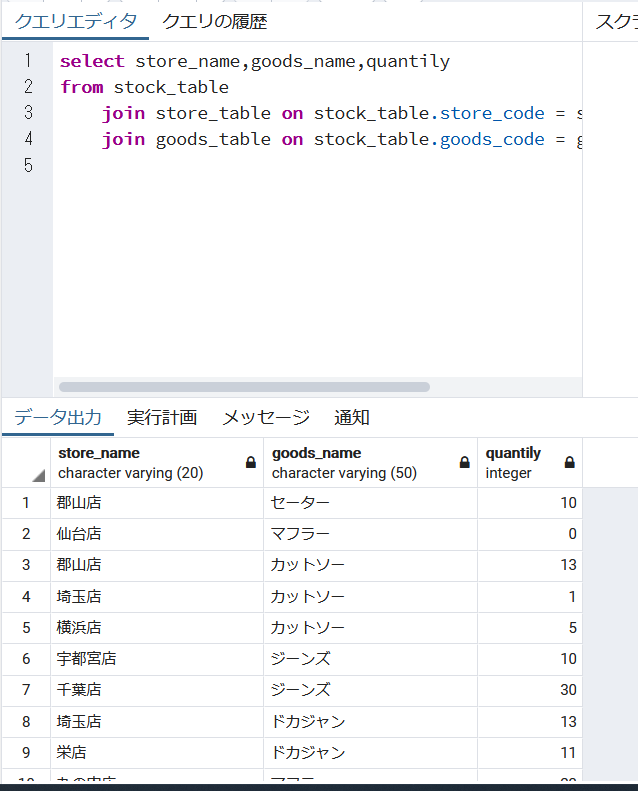 クエリエディタ クエリの履歴
1 select store_name,goods_name,quantily
2 from stock_table
3 join store_table on stock_table.store_code = s
4 join goods_table on stock_table.goods_code = g
5
データ出力 実行計画 メッセージ 通知
store_name goods_name quantily
character varying (20) character varying (50) integer
1 郡山店 セーター 10
2 仙台店 マフラー 0
3 郡山店 カットソー 13
4 埼玉店 カットソー 1
5 横浜店 カットソー 5
6 宇都宮店 ジーンズ 10
7 千葉店 ジーンズ 30
8 埼玉店 ドカジャン 13
9 栄店 ドカジャン 11